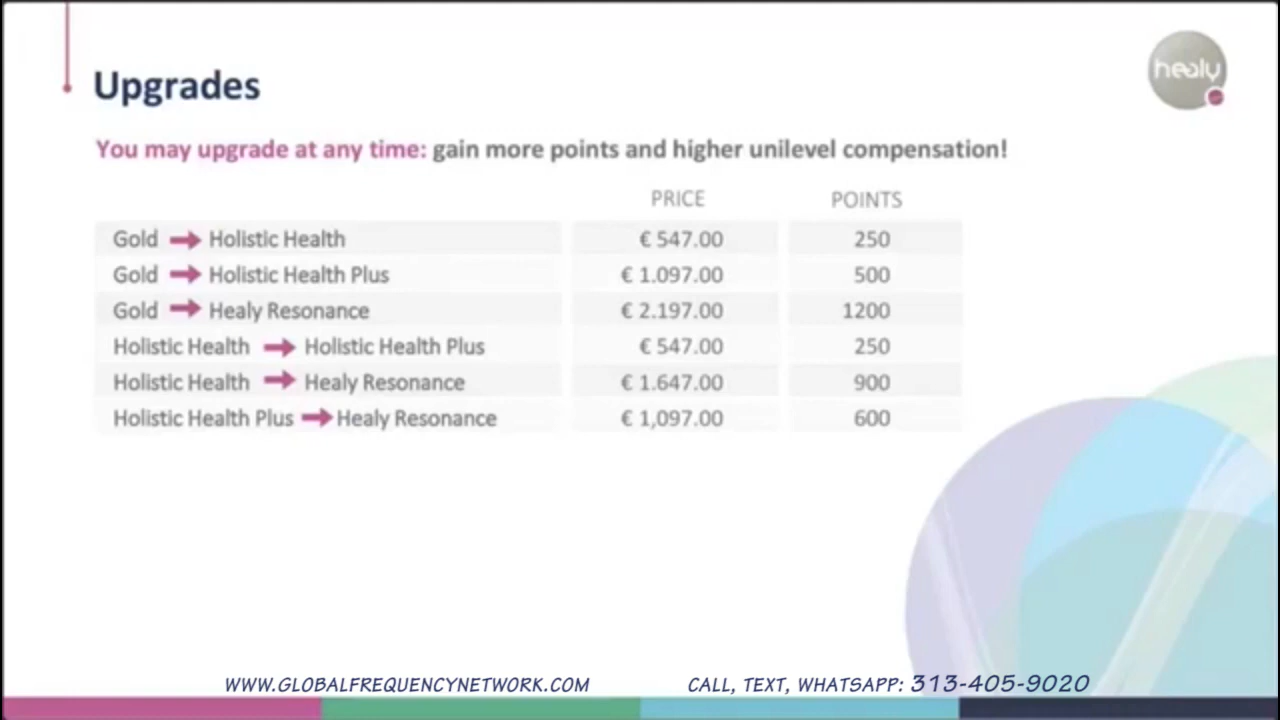 healy
Upgrades
You may upgrade at any time: gain more points and higher unilevel compensation!
PRICE POINTS
Gold Holistic Health € 547.00 250
Gold Holistic Health Plus € 1.097.00 500
Gold Healy Resonance € 2.197.00 1200
Holistic Health Holistic Health Plus € 547.00 250
Holistic Health Healy Resonance € 1.647.00 900
Holistic Health Plus Healy Resonance € 1,097.00 600
WWW.GLOBALFREQUENCYNETWORK.COM CALL, TEXT, WHATSAPP: 313-405-9020